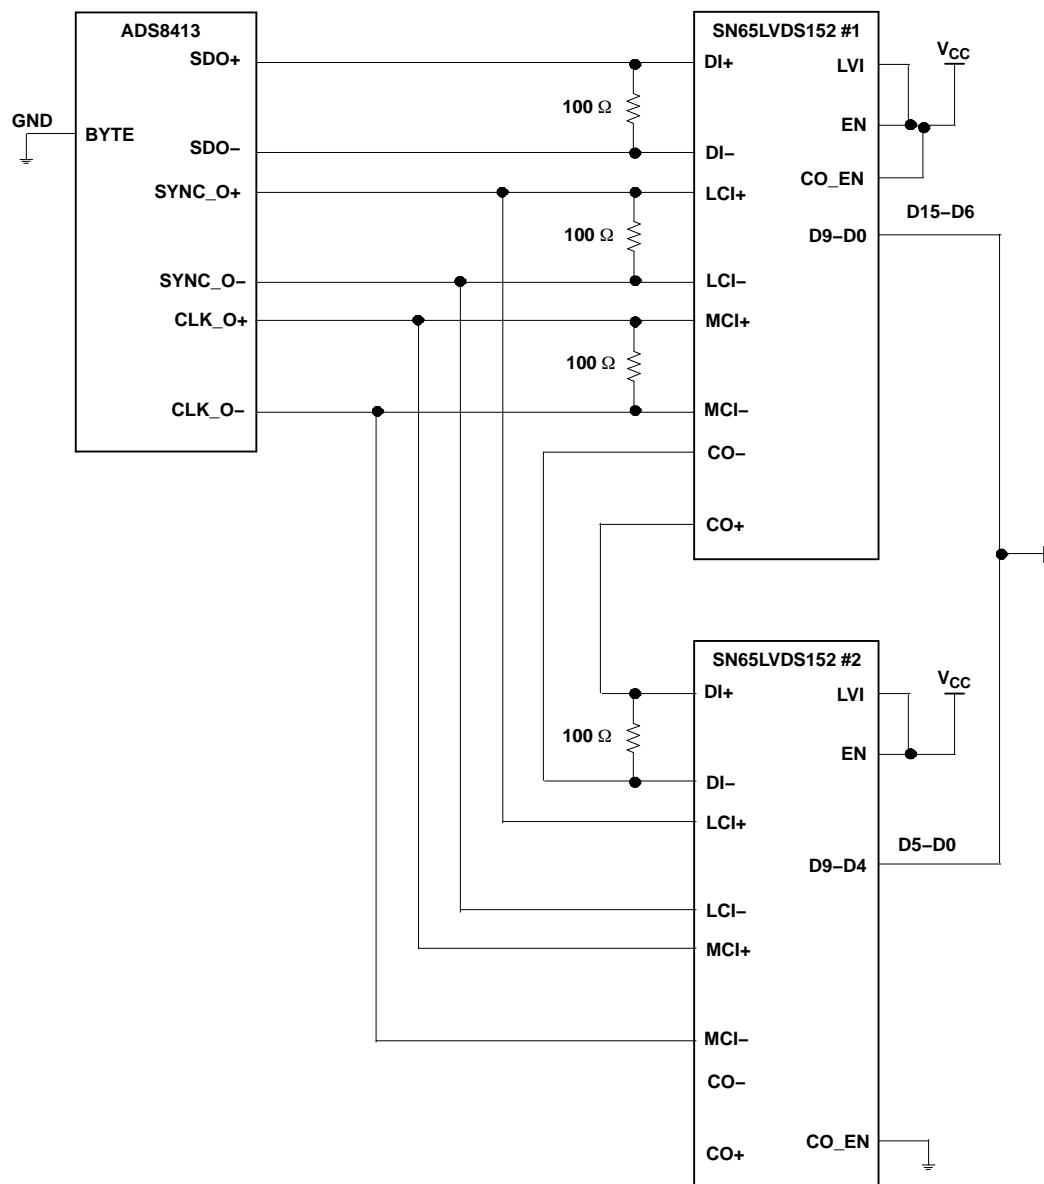 ADS8413
SDO+
GND
BYTE
SDO–
SYNC_O+
SYNC_O–
CLK_O+
CLK_O–
100 Ω
100 Ω
100 Ω
SN65LVDS152 #1
DI+
LVI
VCC
EN
DI–
CO_EN
LCI+
D15–D6
D9–D0
LCI–
MCI+
MCI–
CO–
CO+
SN65LVDS152 #2
DI+
LVI
VCC
100 Ω
EN
DI–
LCI+
D5–D0
D9–D4
LCI–
MCI+
MCI–
CO–
CO_EN
CO+